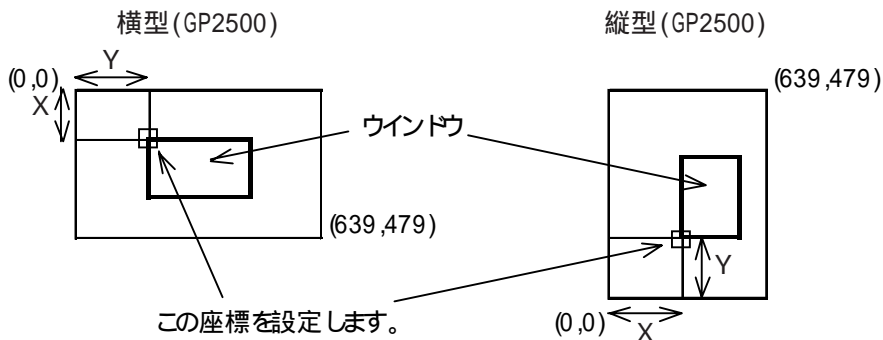 横型(GP2500)
縦型(GP2500)
Y
(0,0)
X
(639,479)
ウインドウ
(639,479)
Y
この座標を設定します。
(0,0)
X